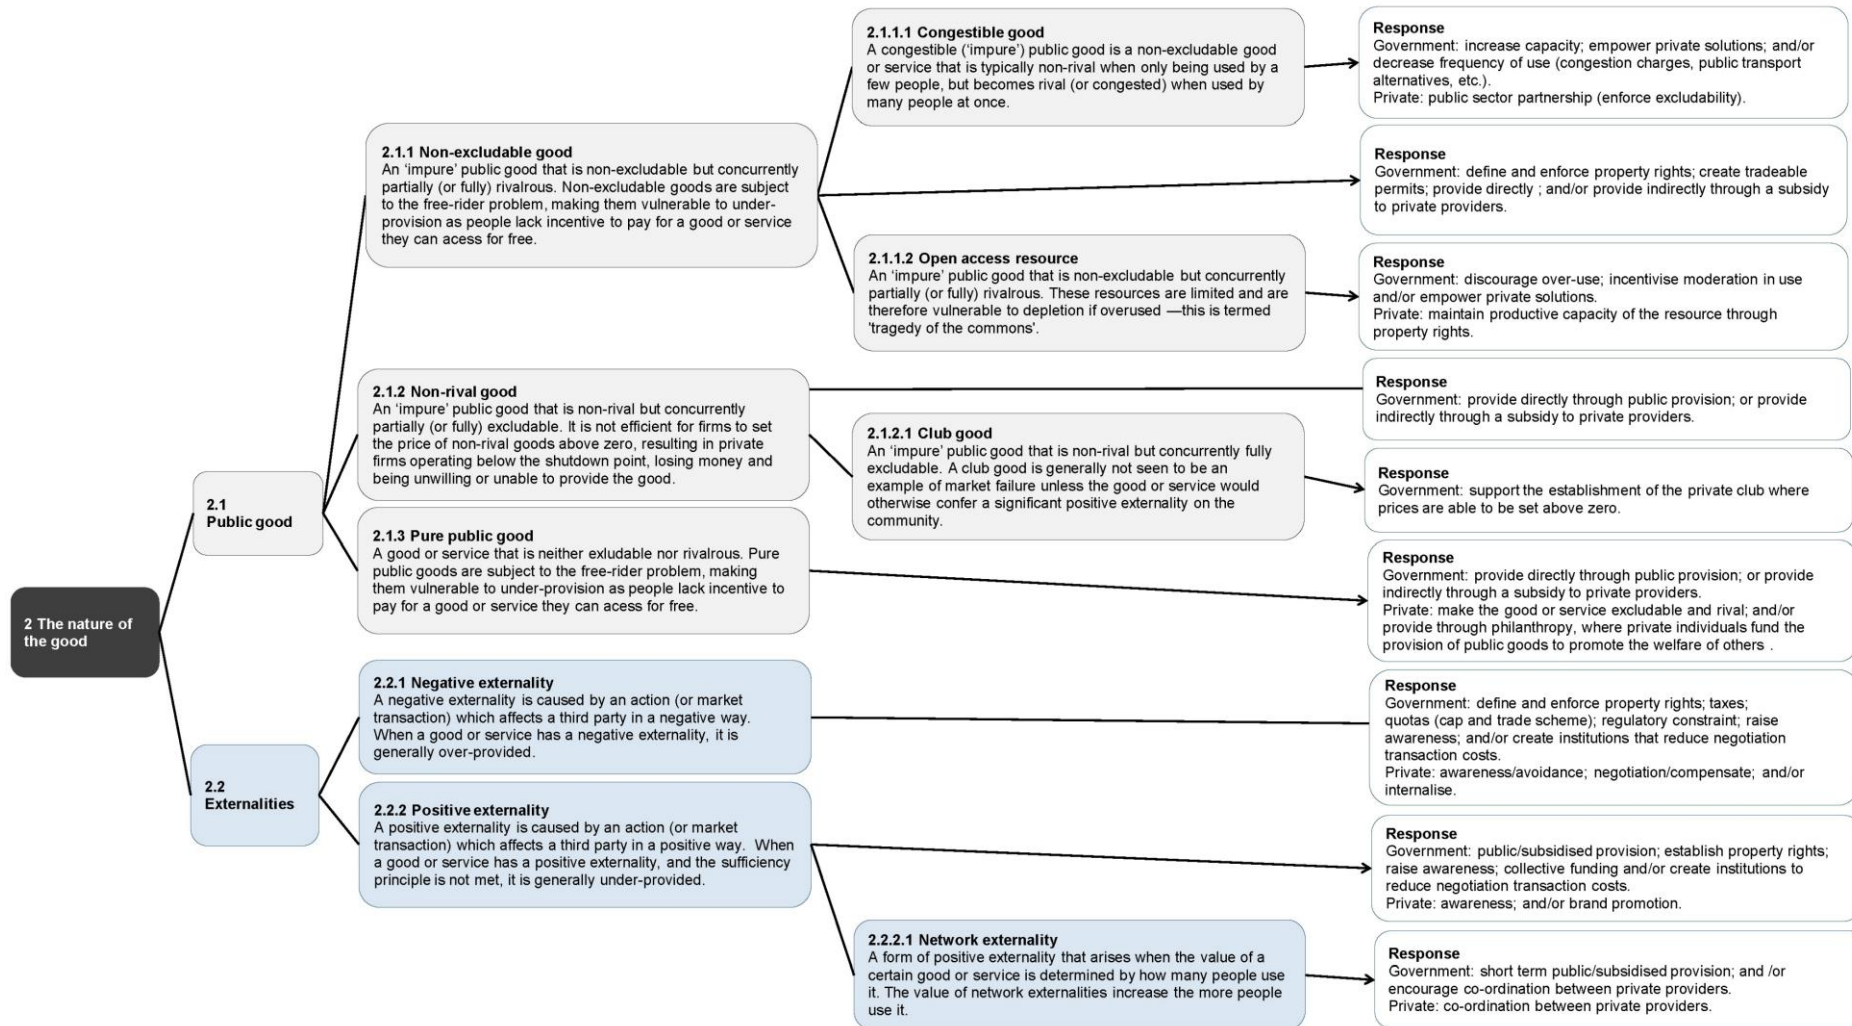 2 The nature of
the good
2.1
Public good
2.2
Externalities
2.1.1 Non-excludable good
An ‘impure’ public good that is non-excludable but concurrently
partially (or fully) rivalrous. Non-excludable goods are subject
to the free-rider problem, making them vulnerable to under-
provision as people lack incentive to pay for a good or service
they can acess for free.
2.1.2 Non-rival good
An ‘impure’ public good that is non-rival but concurrently
partially (or fully) excludable. It is not efficient for firms to set
the price of non-rival goods above zero, resulting in private
firms operating below the shutdown point, losing money and
being unwilling or unable to provide the good.
2.1.3 Pure public good
A good or service that is neither exludable nor rivalrous. Pure
public goods are subject to the free-rider problem, making
them vulnerable to under-provision as people lack incentive to
pay for a good or service they can acess for free.
2.2.1 Negative externality
A negative externality is caused by an action (or market
transaction) which affects a third party in a negative way.
When a good or service has a negative externality, it is
generally over-provided.
2.2.2 Positive externality
A positive externality is caused by an action (or market
transaction) which affects a third party in a positive way. When
a good or service has a positive externality, and the sufficiency
principle is not met, it is generally under-provided.
2.1.1.1 Congestible good
A congestible (‘impure’) public good is a non-excludable good
or service that is typically non-rival when only being used by a
few people, but becomes rival (or congested) when used by
many people at once.
2.1.1.2 Open access resource
An ‘impure’ public good that is non-excludable but concurrently
partially (or fully) rivalrous. These resources are limited and are
therefore vulnerable to depletion if overused —this is termed
'tragedy of the commons'.
2.1.2.1 Club good
An ‘impure’ public good that is non-rival but concurrently fully
excludable. A club good is generally not seen to be an
example of market failure unless the good or service would
otherwise confer a significant positive externality on the
community.
2.2.2.1 Network externality
A form of positive externality that arises when the value of a
certain good or service is determined by how many people use
it. The value of network externalities increase the more people
use it.
Response
Government: increase capacity; empower private solutions; and/or
decrease frequency of use (congestion charges, public transport
alternatives, etc.).
Private: public sector partnership (enforce excludability).
Response
Government: define and enforce property rights; create tradeable
permits; provide directly ; and/or provide indirectly through a subsidy
to private providers.
Response
Government: discourage over-use; incentivise moderation in use
and/or empower private solutions.
Private: maintain productive capacity of the resource through
property rights.
Response
Government: provide directly through public provision; or provide
indirectly through a subsidy to private providers.
Response
Government: support the establishment of the private club where
prices are able to be set above zero.
Response
Government: provide directly through public provision; or provide
indirectly through a subsidy to private providers.
Private: make the good or service excludable and rival; and/or
provide through philanthropy, where private individuals fund the
provision of public goods to promote the welfare of others .
Response
Government: define and enforce property rights; taxes;
quotas (cap and trade scheme); regulatory constraint; raise
awareness; and/or create institutions that reduce negotiation
transaction costs.
Private: awareness/avoidance; negotiation/compensate; and/or
internalise.
Response
Government: public/subsidised provision; establish property rights;
raise awareness; collective funding and/or create institutions to
reduce negotiation transaction costs.
Private: awareness; and/or brand promotion.
Response
Government: short term public/subsidised provision; and /or
encourage co-ordination between private providers.
Private: co-ordination between private providers.